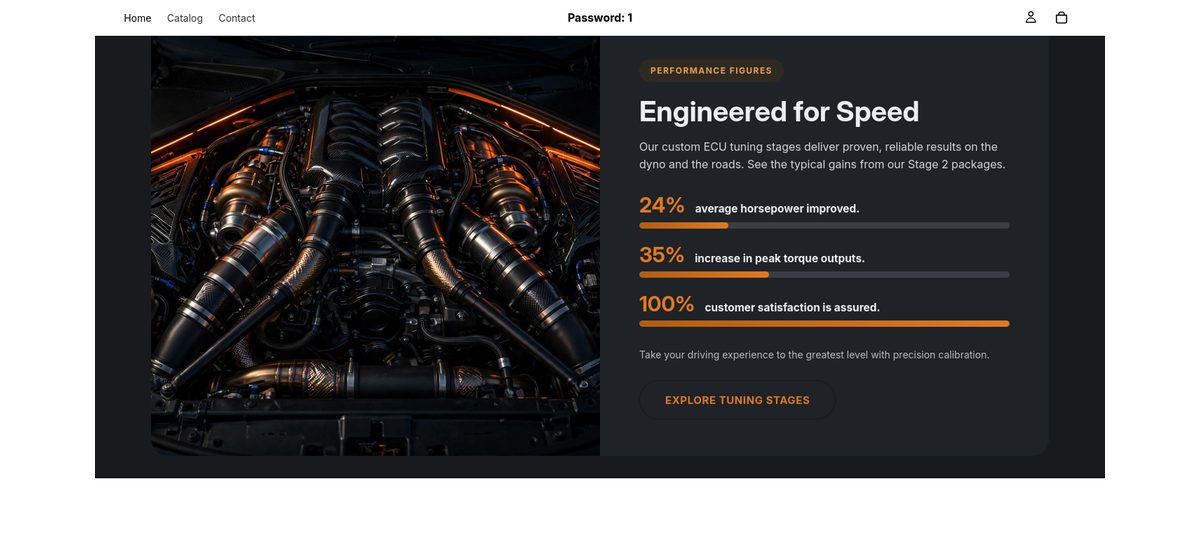 Home Catalog Contact
Password: 1
PERFORMANCE FIGURES
Engineered for Speed
Our custom ECU tuning stages deliver proven, reliable results on the
dyno and the roads. See the typical gains from our Stage 2 packages.
24% average horsepower improved.
35% increase in peak torque outputs.
100% customer satisfaction is assured.
Take your driving experience to the greatest level with precision calibration.
EXPLORE TUNING STAGES